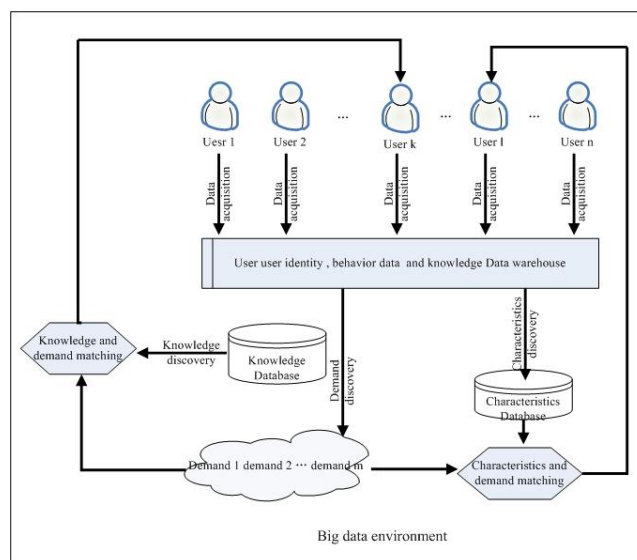 Uesr 1
User 2
...
User k
...
User l
...
User n
Data
acquisition
Data
acquisition
Data
acquisition
Data
acquisition
Data
acquisition
User user identity , behavior data and knowledge Data warehouse
Knowledge and
demand matching
Knowledge
discovery
Knowledge
Database
Demand
discovery
Characteristics
discovery
Characteristics
Database
Demand 1 demand 2 ··· demand m
Characteristics and
demand matching
Big data environment